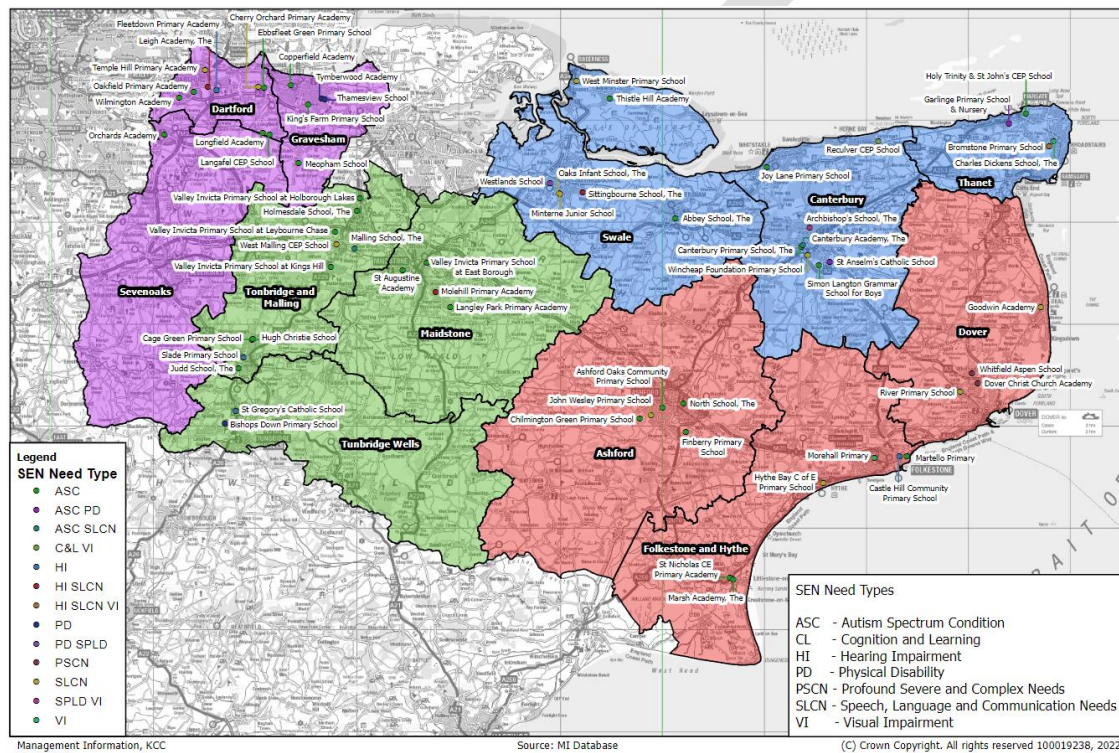 Fleetdown Primary Academy
Cherry Orchard Primary Academy
Leigh Academy, The
Ebbsfleet Green Primary School
Temple Hill Primary Academy
Copperfield Academy
Oakfield Primary Academy
Tymberwood Academy
Wilmington Academy
Dartford
Thamesview School
King's Farm Primary School
Orchards Academy
Longfield Academy
Gravesham
Langafel CEP School
Meopham School
SHEERNESS
West Minster Primary School
Thistle Hill Academy
Holy Trinity & St John's CEP School
Garlinge Primary School
& Nursery
MARGATE
Reculver CEP School
Bromstone Primary School
BROADSTAIRS
Charles Dickens School, The
Joy Lane Primary School
Thanet
RAMSGATE
HERNE BAY
WHITSTABLE
Valley Invicta Primary School at Holborough Lakes
Holmesdale School, The
Westlands School
Oaks Infant School, The
Sittingbourne School, The
Minterne Junior School
Abbey School, The
Swale
Canterbury
Archbishop's School, The
Canterbury Academy, The
Canterbury Primary School, The
St Anselm's Catholic School
Wincheap Foundation Primary School
Simon Langton Grammar
School for Boys
Valley Invicta Primary School at Leybourne Chase
West Malling CEP School
Malling School, The
Valley Invicta Primary School at Kings Hill
Valley Invicta Primary School
at East Borough
St Augustine
Academy
Molehill Primary Academy
Langley Park Primary Academy
Sevenoaks
Tonbridge and
Malling
Maidstone
Goodwin Academy
Dover
Cage Green Primary School
Hugh Christie School
Slade Primary School
Judd School, The
Whitfield Aspen School
Dover Christ Church Academy
River Primary School
DOVER
Ashford Oaks Community
Primary School
John Wesley Primary School
North School, The
Chilmington Green Primary School
Finberry Primary
School
Ashford
St Gregory's Catholic School
Bishops Down Primary School
Tunbridge Wells
Morehall Primary
Martello Primary
FOLKESTONE
Castle Hill Community
Primary School
Hythe Bay C of E
Primary School
Folkestone and Hythe
St Nicholas CE
Primary Academy
Marsh Academy, The
Legend
SEN Need Type
ASC
ASC PD
ASC SLCN
C&L VI
HI
HI SLCN
HI SLCN VI
PD
PD SPLD
PSCN
SLCN
SPLD VI
VI
SEN Need Types
ASC - Autism Spectrum Condition
CL - Cognition and Learning
HI - Hearing Impairment
PD - Physical Disability
PSCN - Profound Severe and Complex Needs
SLCN - Speech, Language and Communication Needs
VI - Visual Impairment
Management Information, KCC
Source: MI Database
(C) Crown Copyright. All rights reserved 100019238, 2022